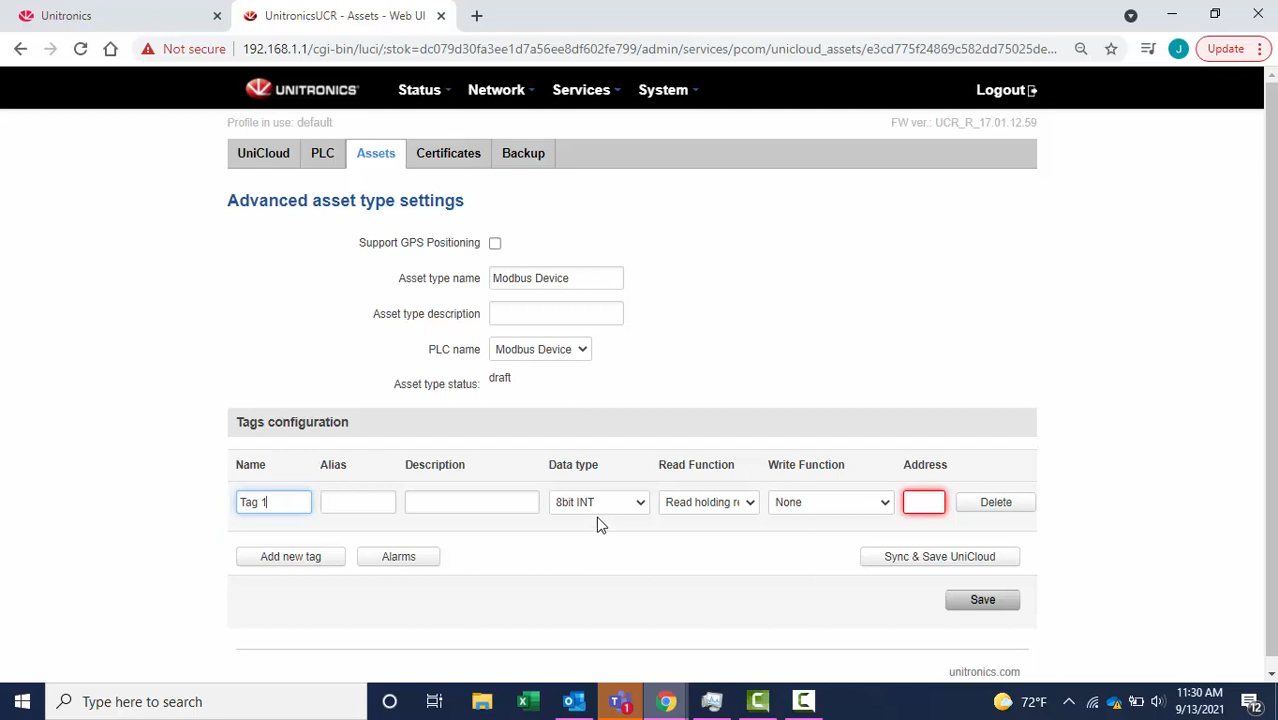 Unitronics
UnitronicsUCR - Assets - Web UI
Not secure
192.168.1.1/cgi-bin/luci/;stok=dc079d30fa3ee1d7a56ee8df602fe799/admin/services/pcom/unicloud_assets/e3cd775f24869c582dd75025de...
J
Update
UNITRONICS
Status
Network
Services
System
Logout
Profile in use: default
FW ver.: UCR_R_17.01.12.59
UniCloud
PLC
Assets
Certificates
Backup
Advanced asset type settings
Support GPS Positioning
Asset type name
Modbus Device
Asset type description
PLC name
Modbus Device
Asset type status:
draft
Tags configuration
Name
Alias
Description
Data type
Read Function
Write Function
Address
Tag 1
8bit INT
Read holding re
None
Delete
Add new tag
Alarms
Sync & Save UniCloud
Save
unitronics.com
Type here to search
1
72°F
11:30 AM
9/13/2021
12